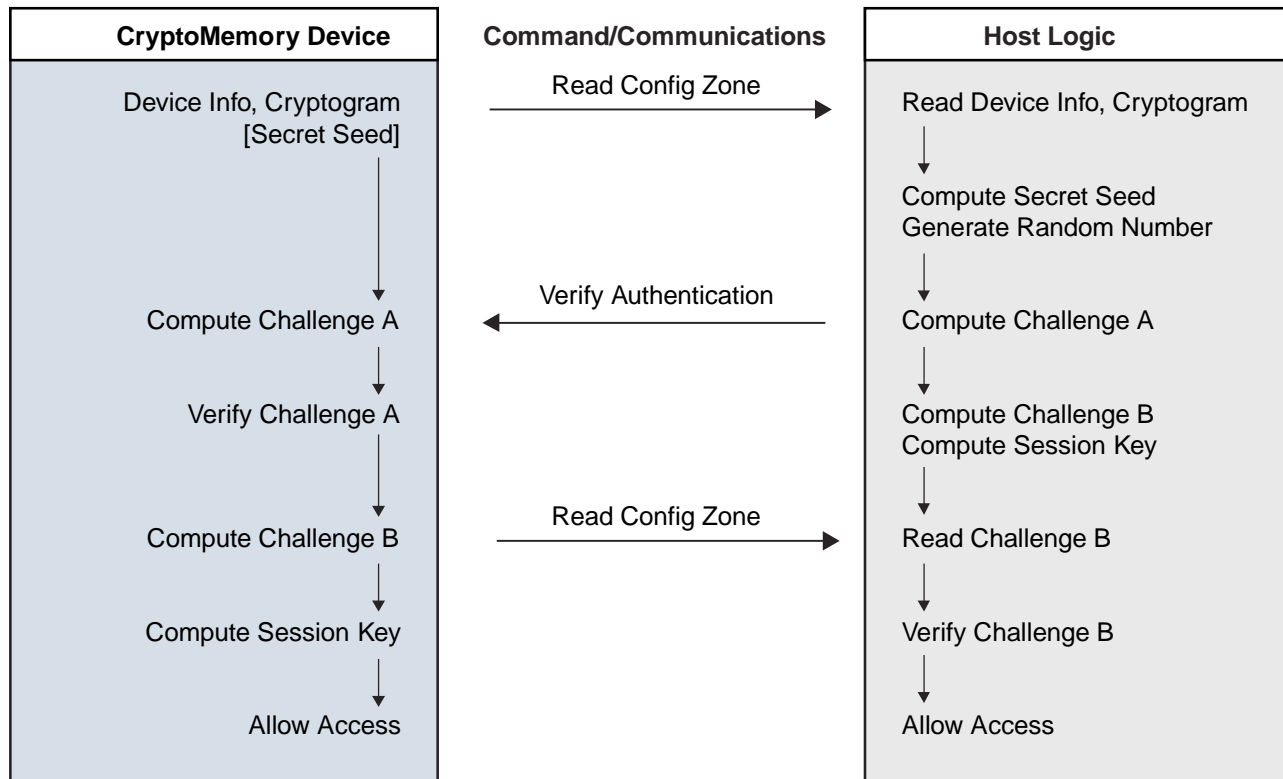 CryptoMemory Device
Command/Communications
Host Logic
Device Info, Cryptogram
[Secret Seed]
Read Config Zone
Read Device Info, Cryptogram
Compute Secret Seed
Generate Random Number
Compute Challenge A
Verify Authentication
Compute Challenge A
Verify Challenge A
Compute Challenge B
Compute Session Key
Compute Challenge B
Read Config Zone
Read Challenge B
Compute Session Key
Verify Challenge B
Allow Access
Allow Access